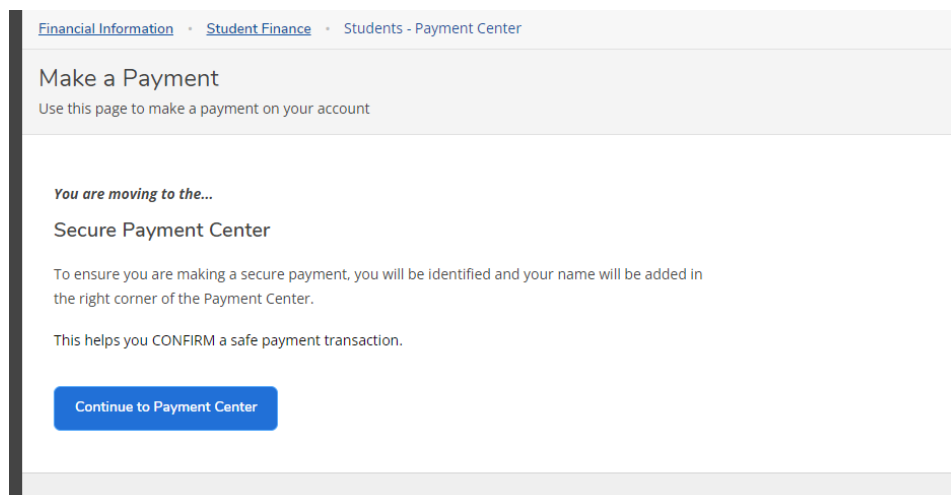 Financial Information • Student Finance • Students - Payment Center
Make a Payment
Use this page to make a payment on your account
You are moving to the...
Secure Payment Center
To ensure you are making a secure payment, you will be identified and your name will be added in
the right corner of the Payment Center.
This helps you CONFIRM a safe payment transaction.
Continue to Payment Center